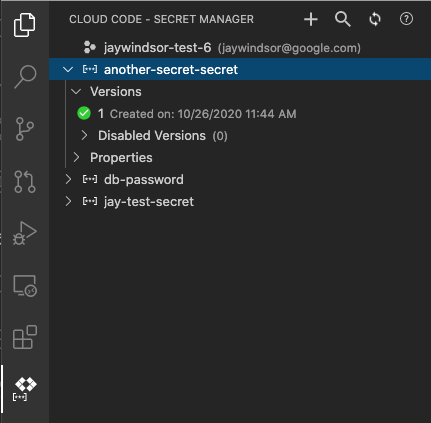 CLOUD CODE - SECRET MANAGER
jaywindsor-test-6 (jaywindsor@google.com)
another-secret-secret
Versions
1 Created on: 10/26/2020 11:44 AM
Disabled Versions (0)
Properties
db-password
jay-test-secret